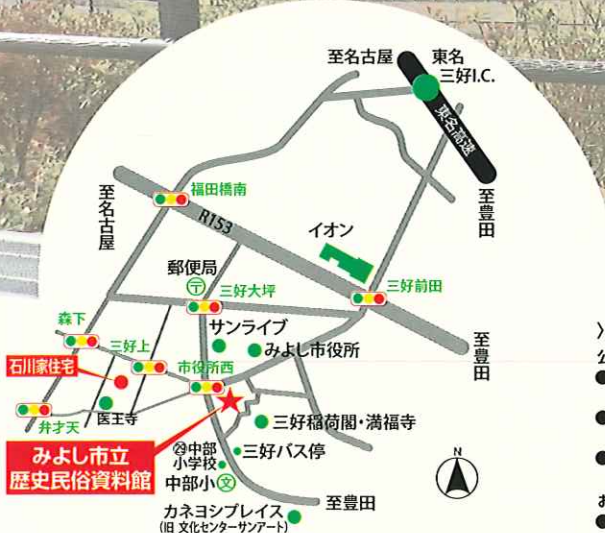 至名古屋
東名
三好I.C.
東名高速
至豊田
至名古屋
福田橋南
R153
イオン
郵便局
〒
三好大坪
三好前田
至豊田
森下
三好上
サンライブ
みよし市役所
石川家住宅
市役所西
医王寺
弁才天
三好稲荷閣・満福寺
みよし市立
歴史民俗資料館
中部
小学校
三好バス停
中部小
文
至豊田
カネヨシプレイス
(旧 文化センターサンアート)
N